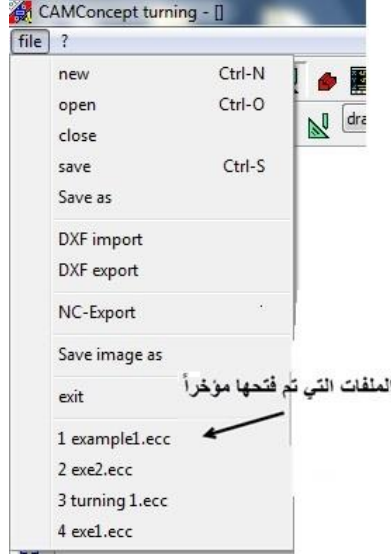 CAMConcept turning - []
file ?
new Ctrl-N
open Ctrl-O
close
save Ctrl-S
Save as
DXF import
DXF export
NC-Export
Save image as
exit
الملفات التي تم فتحها مؤخراً
1 example1.ecc
2 exe2.ecc
3 turning 1.ecc
4 exe1.ecc